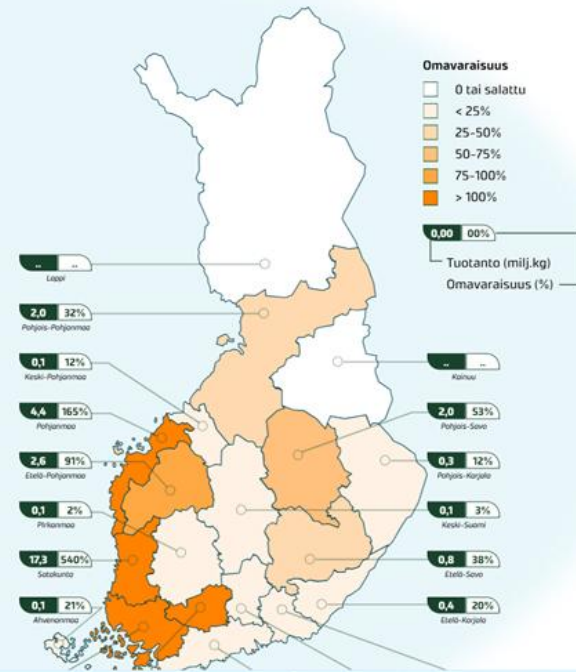 Omavaraisuus
0 tai salattu
< 25%
25-50%
50-75%
75-100%
> 100%
0,00 00%
Tuotanto (milj.kg)
Omavaraisuus (%)
.. ..
Lappi
2,0 32%
Pohjois-Pohjanmaa
0,1 12%
Keski-Pohjanmaa
4,4 165%
Pohjanmaa
2,6 91%
Etelä-Pohjanmaa
0,1 2%
Pirkanmaa
17,3 540%
Satakunta
0,1 21%
Ahvenanmaa
.. ..
Kainuu
2,0 53%
Pohjois-Savo
0,3 12%
Pohjois-Karjala
0,1 3%
Keski-Suomi
0,8 38%
Etelä-Savo
0,4 20%
Etelä-Karjala